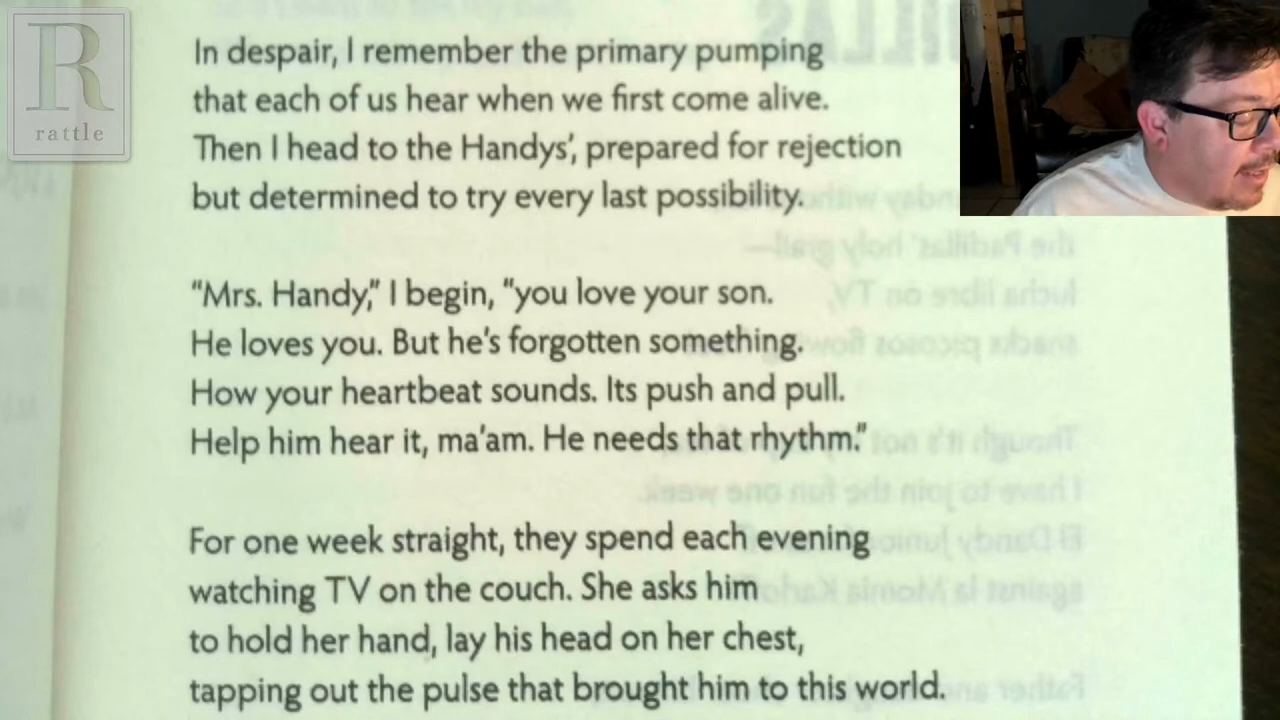 R
rattle
In despair, I remember the primary pumping
that each of us hear when we first come alive.
Then I head to the Handys’, prepared for rejection
but determined to try every last possibility.
“Mrs. Handy,” I begin, “you love your son.
He loves you. But he’s forgotten something.
How your heartbeat sounds. Its push and pull.
Help him hear it, ma’am. He needs that rhythm.”
For one week straight, they spend each evening
watching TV on the couch. She asks him
to hold her hand, lay his head on her chest,
tapping out the pulse that brought him to this world.